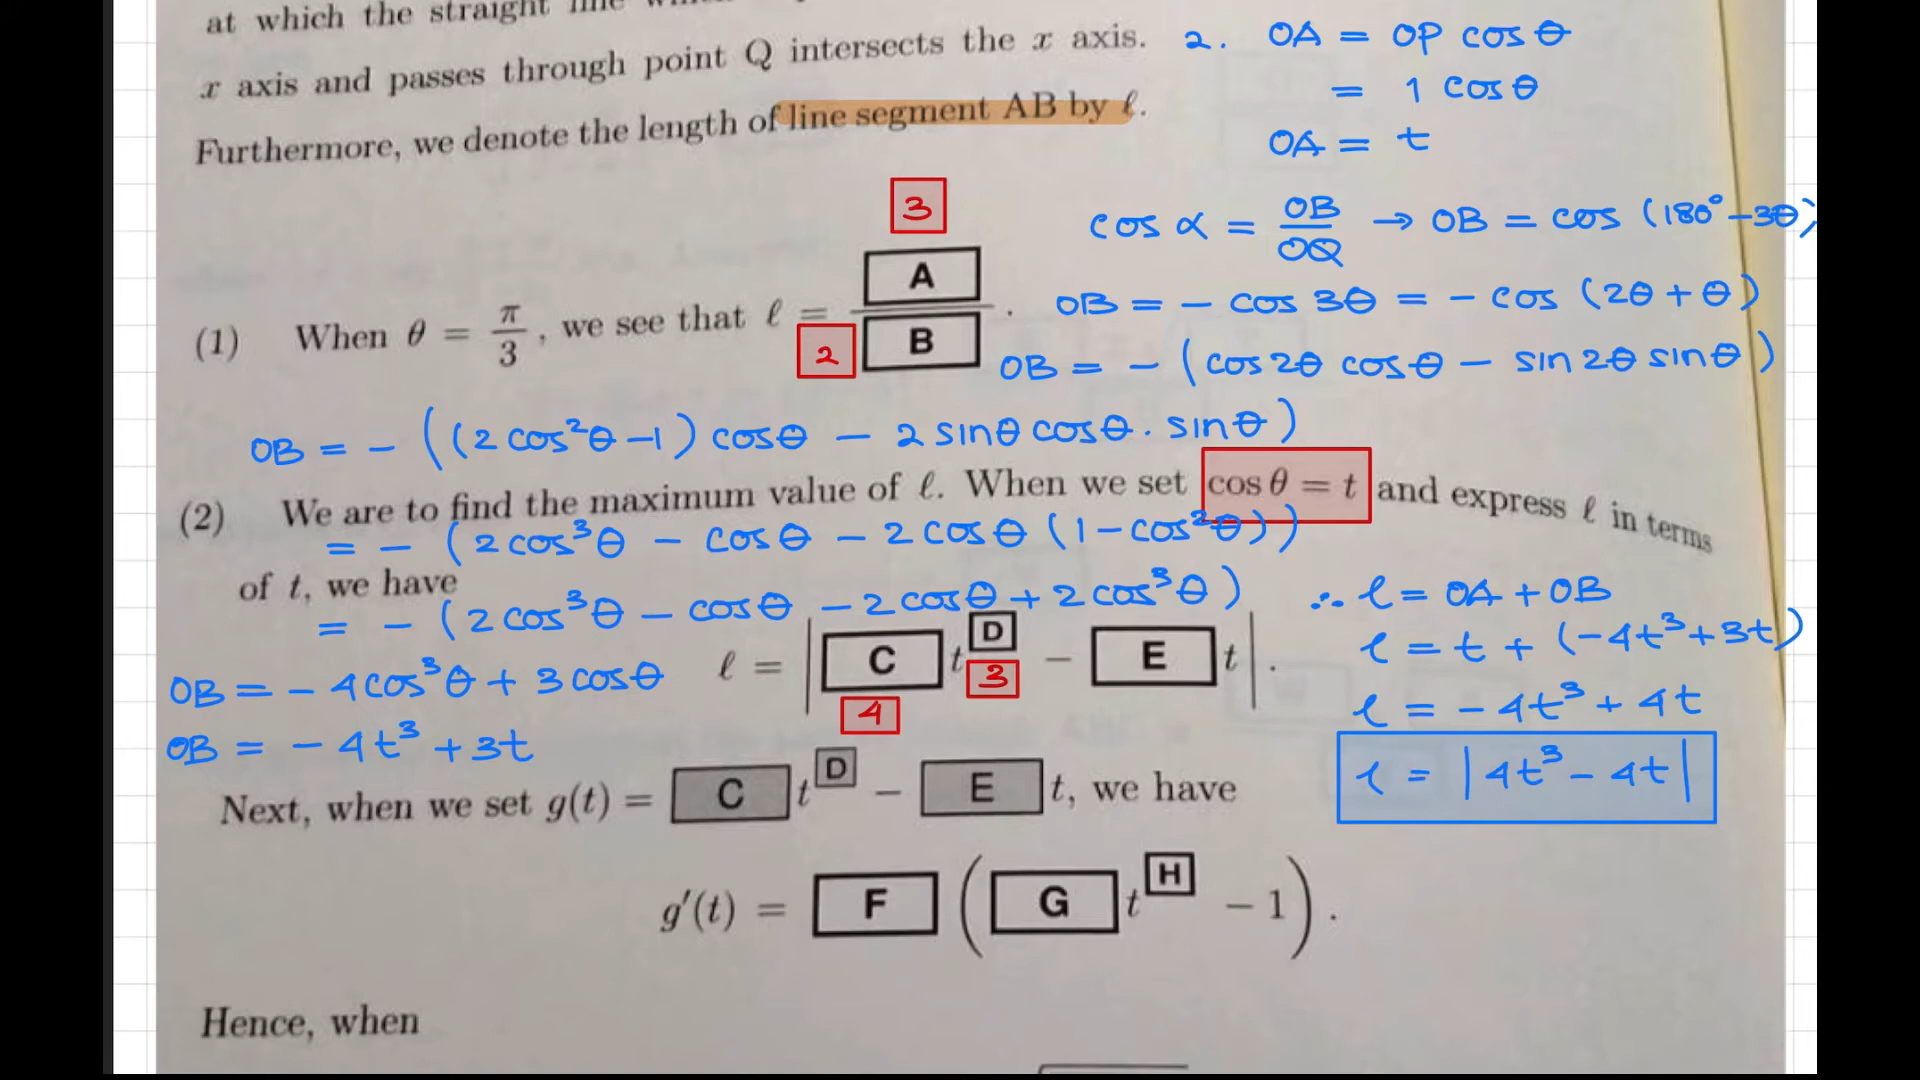 at which the straight line
x axis and passes through point Q intersects the x axis.
Furthermore, we denote the length of line segment AB by ℓ.
2. OA = OP cos θ
= 1 cos θ
OA = t
3
(1) When θ = π/3, we see that ℓ = A/B.
2
cos α = OB/OQ → OB = cos (180° - 3θ)
OB = - cos 3θ = - cos (2θ + θ)
OB = - (cos 2θ cos θ - sin 2θ sin θ)
OB = - ((2 cos²θ - 1) cos θ - 2 sin θ cos θ . sin θ)
(2) We are to find the maximum value of ℓ. When we set cos θ = t and express ℓ in terms
= - (2 cos³θ - cos θ - 2 cos θ (1 - cos²θ))
of t, we have
= - (2 cos³θ - cos θ - 2 cos θ + 2 cos³θ)
OB = - 4 cos³θ + 3 cos θ
OB = - 4t³ + 3t
ℓ = | C t^D - E t | .
4 3
∴ ℓ = OA + OB
ℓ = t + (-4t³ + 3t)
ℓ = - 4t³ + 4t
ℓ = | 4t³ - 4t |
Next, when we set g(t) = C t^D - E t, we have
g′(t) = F ( G t^H - 1 ) .
Hence, when